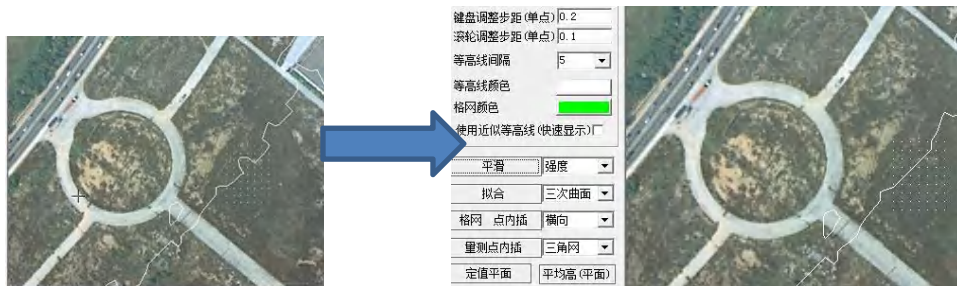 键盘调整步距(单点) 0.2
滚轮调整步距(单点) 0.1
等高线间隔 5
等高线颜色
格网颜色
使用近似等高线(快速显示)
平滑 强度
拟合 三次曲面
格网 点内插 横向
量测点内插 三角网
定值平面 平均高(平面)